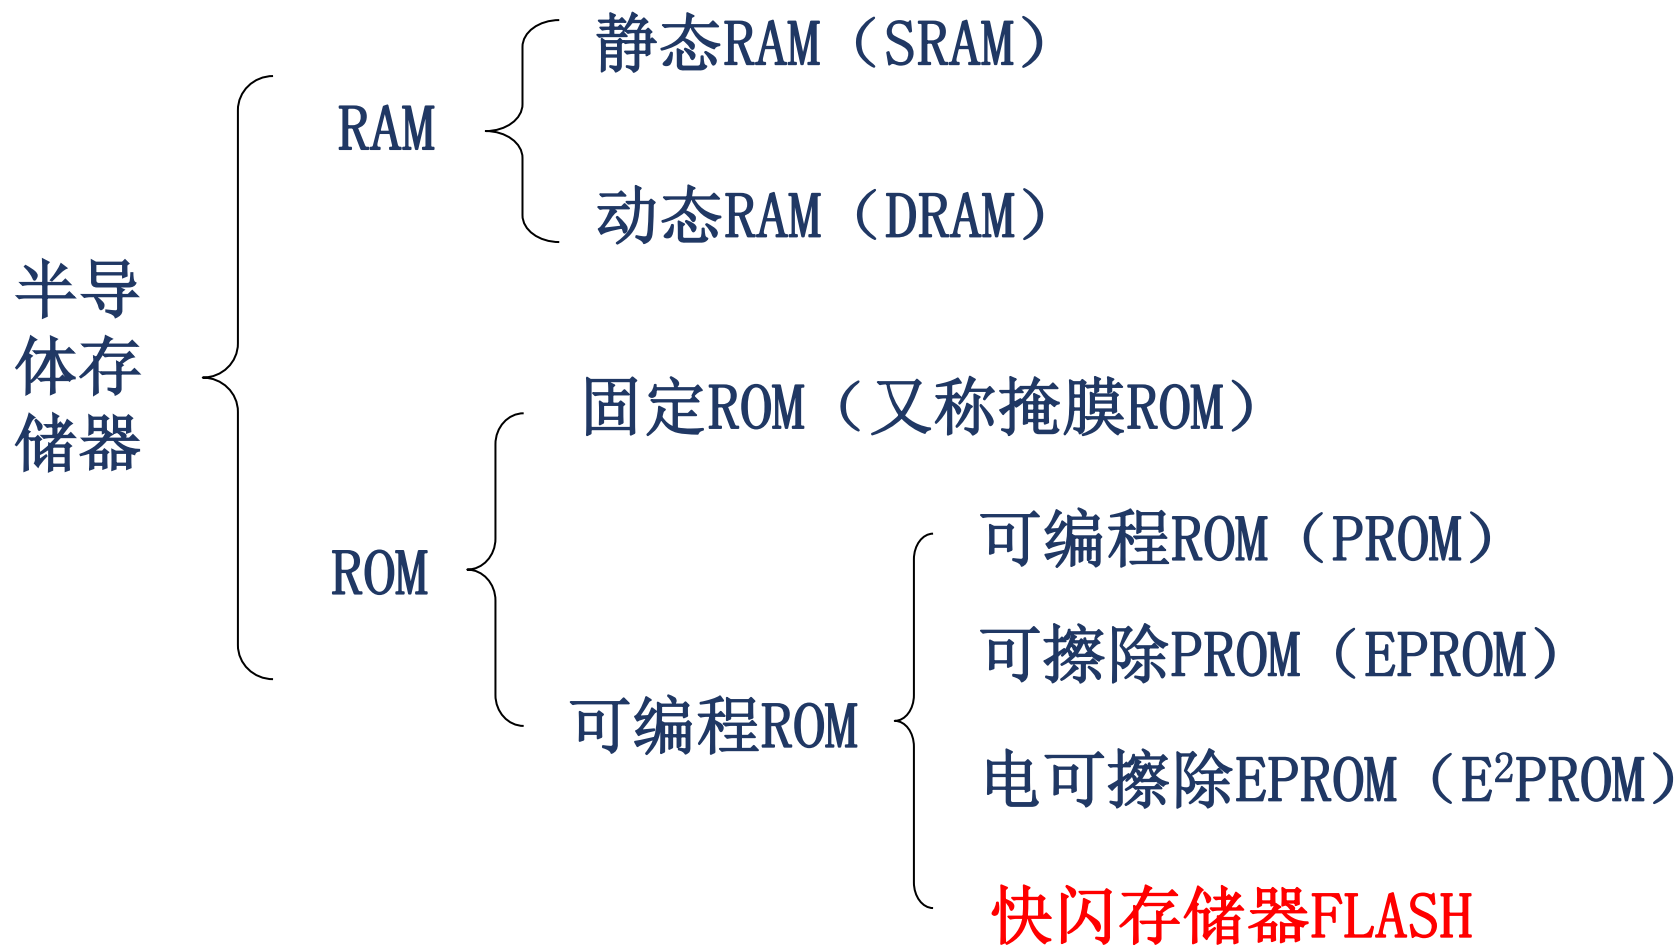 静态RAM（SRAM）
RAM
动态RAM（DRAM）
半导
体存
储器
固定ROM（又称掩膜ROM）
ROM
可编程ROM（PROM）
可擦除PROM（EPROM）
可编程ROM
电可擦除EPROM（E²PROM）
快闪存储器FLASH